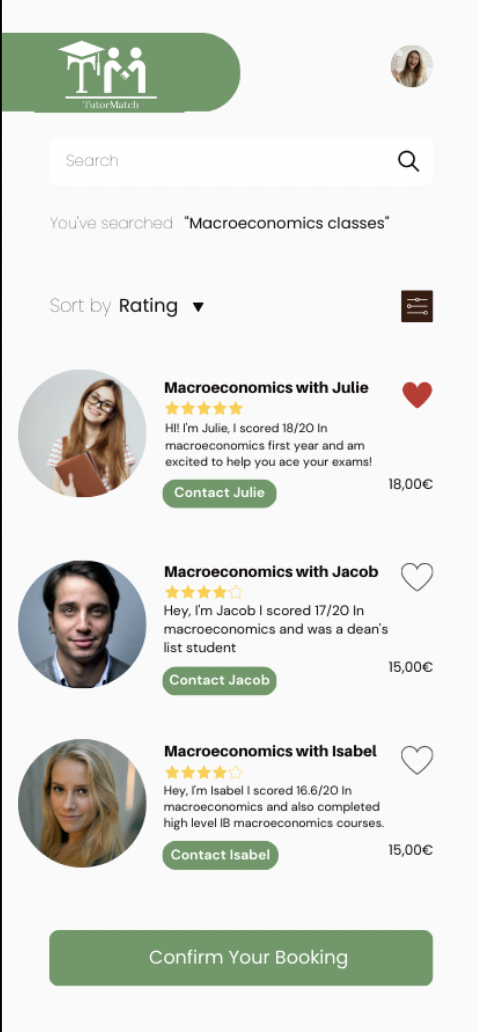 TM
TutorMatch
Search
You've searched "Macroeconomics classes"
Sort by Rating
Macroeconomics with Julie
HI! I'm Julie, I scored 18/20 In
macroeconomics first year and am
excited to help you ace your exams!
18,00€
Contact Julie
Macroeconomics with Jacob
Hey, I'm Jacob I scored 17/20 In
macroeconomics and was a dean's
list student
15,00€
Contact Jacob
Macroeconomics with Isabel
Hey, I'm Isabel I scored 16.6/20 In
macroeconomics and also completed
high level IB macroeconomics courses.
15,00€
Contact Isabel
Confirm Your Booking